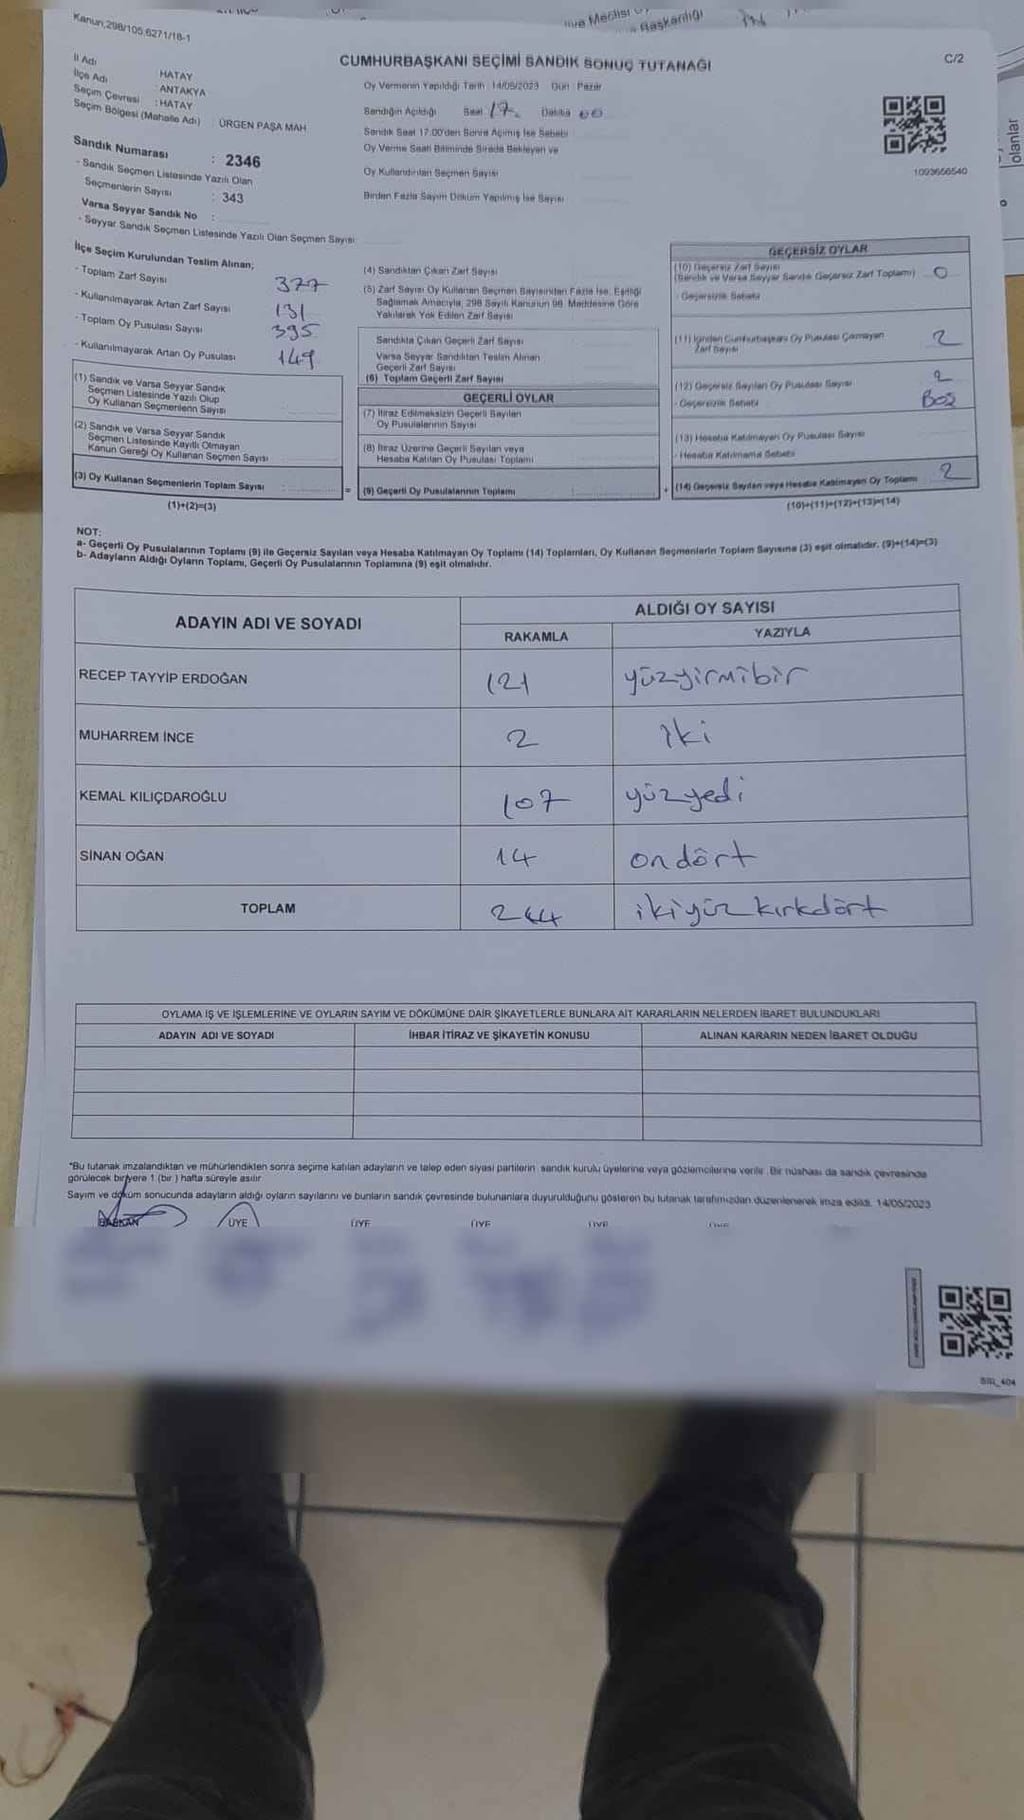 Kanun,298/105,6271/18-1
CUMHURBAŞKANI SEÇİMİ SANDIK SONUÇ TUTANAĞI
C/2
İl Adı : HATAY
İlçe Adı : ANTAKYA
Seçim Çevresi : HATAY
Seçim Bölgesi (Mahalle Adı) : ÜRGEN PAŞA MAH
Sandık Numarası : 2346
- Sandık Seçmen Listesinde Yazılı Olan
Seçmenlerin Sayısı : 343
Varsa Seyyar Sandık No :
- Seyyar Sandık Seçmen Listesinde Yazılı Olan Seçmen Sayısı
Oy Vermenin Yapıldığı Tarih 14/05/2023 Gün Pazar
Sandığın Açıldığı Saat 17 Dakika 00
Sandık Saat 17.00'den Sonra Açılmış İse Sebebi
Oy Verme Saati Bitiminde Sırada Bekleyen ve
Oy Kullandırılan Seçmen Sayısı
Birden Fazla Sayım Döküm Yapılmış İse Sayısı
1093656540
İlçe Seçim Kurulundan Teslim Alınan;
- Toplam Zarf Sayısı 377
- Kullanılmayarak Artan Zarf Sayısı 131
- Toplam Oy Pusulası Sayısı 395
- Kullanılmayarak Artan Oy Pusulası 149
(1) Sandık ve Varsa Seyyar Sandık
Seçmen Listesinde Yazılı Olup
Oy Kullanan Seçmenlerin Sayısı
(2) Sandık ve Varsa Seyyar Sandık
Seçmen Listesinde Kayıtlı Olmayan
Kanun Gereği Oy Kullanan Seçmen Sayısı
(3) Oy Kullanan Seçmenlerin Toplam Sayısı
(1)+(2)=(3)
(4) Sandıktan Çıkan Zarf Sayısı
(5) Zarf Sayısı Oy Kullanan Seçmen Sayısından Fazla İse, Eşitliği
Sağlamak Amacıyla, 298 Sayılı Kanunun 98. Maddesine Göre
Yakılarak Yok Edilen Zarf Sayısı
Sandıkta Çıkan Geçerli Zarf Sayısı
Varsa Seyyar Sandıktan Teslim Alınan
Geçerli Zarf Sayısı
(6) Toplam Geçerli Zarf Sayısı
GEÇERLİ OYLAR
(7) İtiraz Edilmeksizin Geçerli Sayılan
Oy Pusulalarının Sayısı
(8) İtiraz Üzerine Geçerli Sayılan veya
Hesaba Katılan Oy Pusulası Toplamı
= (9) Geçerli Oy Pusulalarının Toplamı
GEÇERSİZ OYLAR
(10) Geçersiz Zarf Sayısı
(Sandık ve Varsa Seyyar Sandık Geçersiz Zarf Toplamı) 0
- Geçersizlik Sebebi
(11) İçinden Cumhurbaşkanı Oy Pusulası Çıkmayan
Zarf Sayısı 2
(12) Geçersiz Sayılan Oy Pusulası Sayısı 2
- Geçersizlik Sebebi BOŞ
(13) Hesaba Katılmayan Oy Pusulası Sayısı
- Hesaba Katılmama Sebebi
+ (14) Geçersiz Sayılan veya Hesaba Katılmayan Oy Toplamı 2
(10)+(11)+(12)+(13)=(14)
NOT:
a- Geçerli Oy Pusulalarının Toplamı (9) ile Geçersiz Sayılan veya Hesaba Katılmayan Oy Toplamı (14) Toplamları, Oy Kullanan Seçmenlerin Toplam Sayısına (3) eşit olmalıdır. (9)+(14)=(3)
b- Adayların Aldığı Oyların Toplamı, Geçerli Oy Pusulalarının Toplamına (9) eşit olmalıdır.
ADAYIN ADI VE SOYADI ALDIĞI OY SAYISI
RAKAMLA YAZIYLA
RECEP TAYYİP ERDOĞAN 121 yüzyirmibir
MUHARREM İNCE 2 iki
KEMAL KILIÇDAROĞLU 107 yüzyedi
SİNAN OĞAN 14 ondört
TOPLAM 244 ikiyüzkırkdört
OYLAMA İŞ VE İŞLEMLERİNE VE OYLARIN SAYIM VE DÖKÜMÜNE DAİR ŞİKAYETLERLE BUNLARA AİT KARARLARIN NELERDEN İBARET BULUNDUKLARI
ADAYIN ADI VE SOYADI İHBAR İTİRAZ VE ŞİKAYETİN KONUSU ALINAN KARARIN NEDEN İBARET OLDUĞU
*Bu tutanak imzalandıktan ve mühürlendikten sonra seçime katılan adayların ve talep eden siyasi partilerin sandık kurulu üyelerine veya gözlemcilerine verilir. Bir nüshası da sandık çevresinde
görülecek bir yere 1 (bir) hafta süreyle asılır
Sayım ve döküm sonucunda adayların aldığı oyların sayılarını ve bunların sandık çevresinde bulunanlara duyurulduğunu gösteren bu tutanak tarafımızdan düzenlenerek imza edildi. 14/05/2023
BAŞKAN ÜYE ÜYE ÜYE ÜYE ÜYE
olanlar